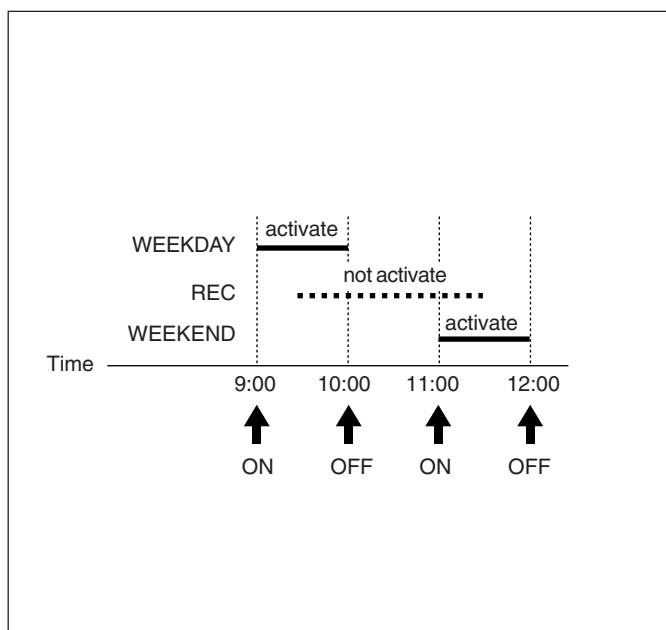 activate
WEEKDAY
not activate
REC
activate
WEEKEND
Time
9:00 10:00 11:00 12:00
ON OFF ON OFF